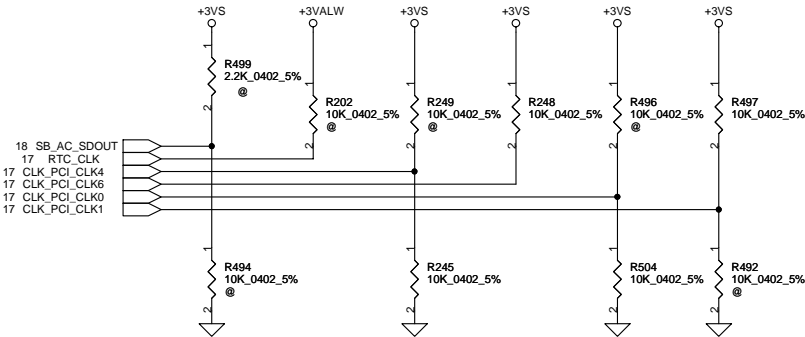 +3VS
+3VALW
+3VS
+3VS
+3VS
+3VS
1
R499
2.2K_0402_5%
@
2
1
R202
10K_0402_5%
@
2
1
R249
10K_0402_5%
@
2
1
R248
10K_0402_5%
2
1
R496
10K_0402_5%
@
2
1
R497
10K_0402_5%
2
18 SB_AC_SDOUT
17 RTC_CLK
17 CLK_PCI_CLK4
17 CLK_PCI_CLK6
17 CLK_PCI_CLK0
17 CLK_PCI_CLK1
1
R494
10K_0402_5%
@
2
1
R245
10K_0402_5%
2
1
R504
10K_0402_5%
2
1
R492
10K_0402_5%
@
2